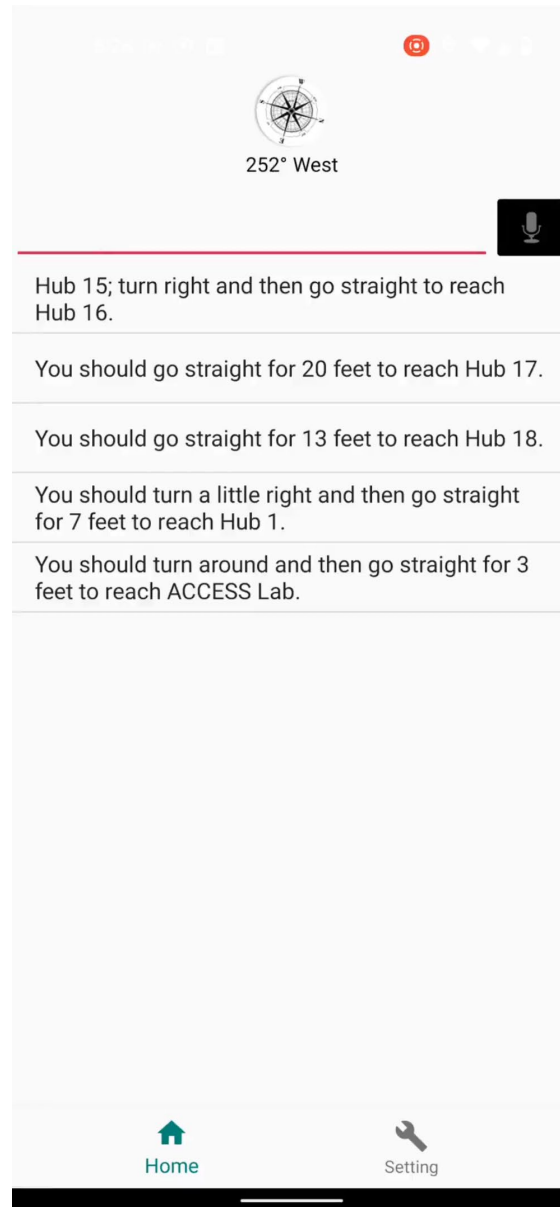 252° West
Hub 15; turn right and then go straight to reach
Hub 16.
You should go straight for 20 feet to reach Hub 17.
You should go straight for 13 feet to reach Hub 18.
You should turn a little right and then go straight
for 7 feet to reach Hub 1.
You should turn around and then go straight for 3
feet to reach ACCESS Lab.
Home
Setting